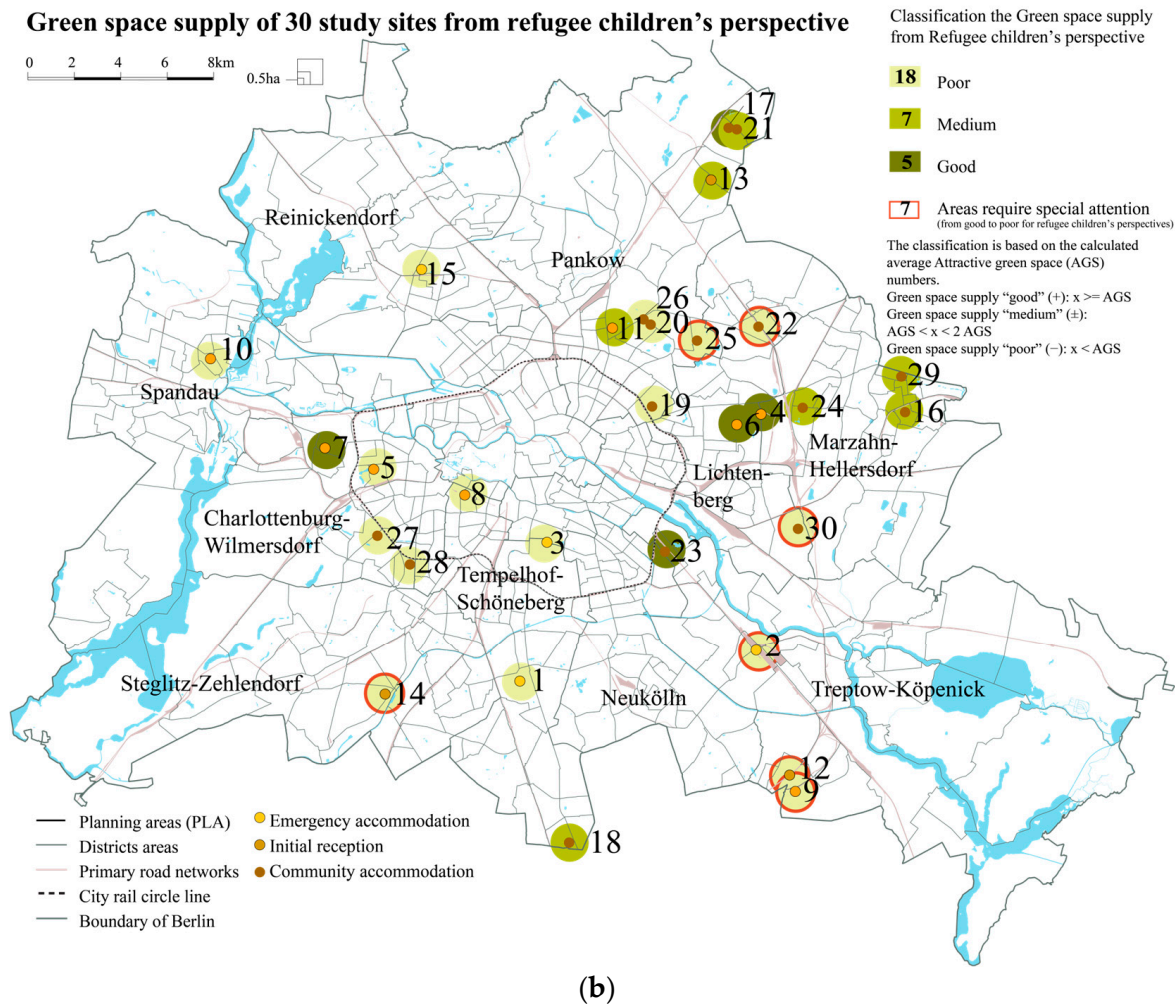 Green space supply of 30 study sites from refugee children’s perspective
0 2 4 6 8km
0.5ha
Classification the Green space supply
from Refugee children’s perspective
18 Poor
7 Medium
5 Good
7 Areas require special attention
(from good to poor for refugee children’s perspectives)
The classification is based on the calculated
average Attractive green space (AGS)
numbers.
Green space supply “good” (+): x >= AGS
Green space supply “medium” (±):
AGS < x < 2 AGS
Green space supply “poor” (−): x < AGS
17
21
13
Reinickendorf
15
Pankow
26
11
20
25
22
10
Spandau
29
19
4
24
16
6
Marzahn-
Hellersdorf
7
5
Lichten-
berg
8
Charlottenburg-
Wilmersdorf
27
3
30
23
28
Tempelhof-
Schöneberg
2
Steglitz-Zehlendorf
14
1
Neukölln
Treptow-Köpenick
12
9
18
Planning areas (PLA)
Districts areas
Primary road networks
City rail circle line
Boundary of Berlin
Emergency accommodation
Initial reception
Community accommodation
(b)